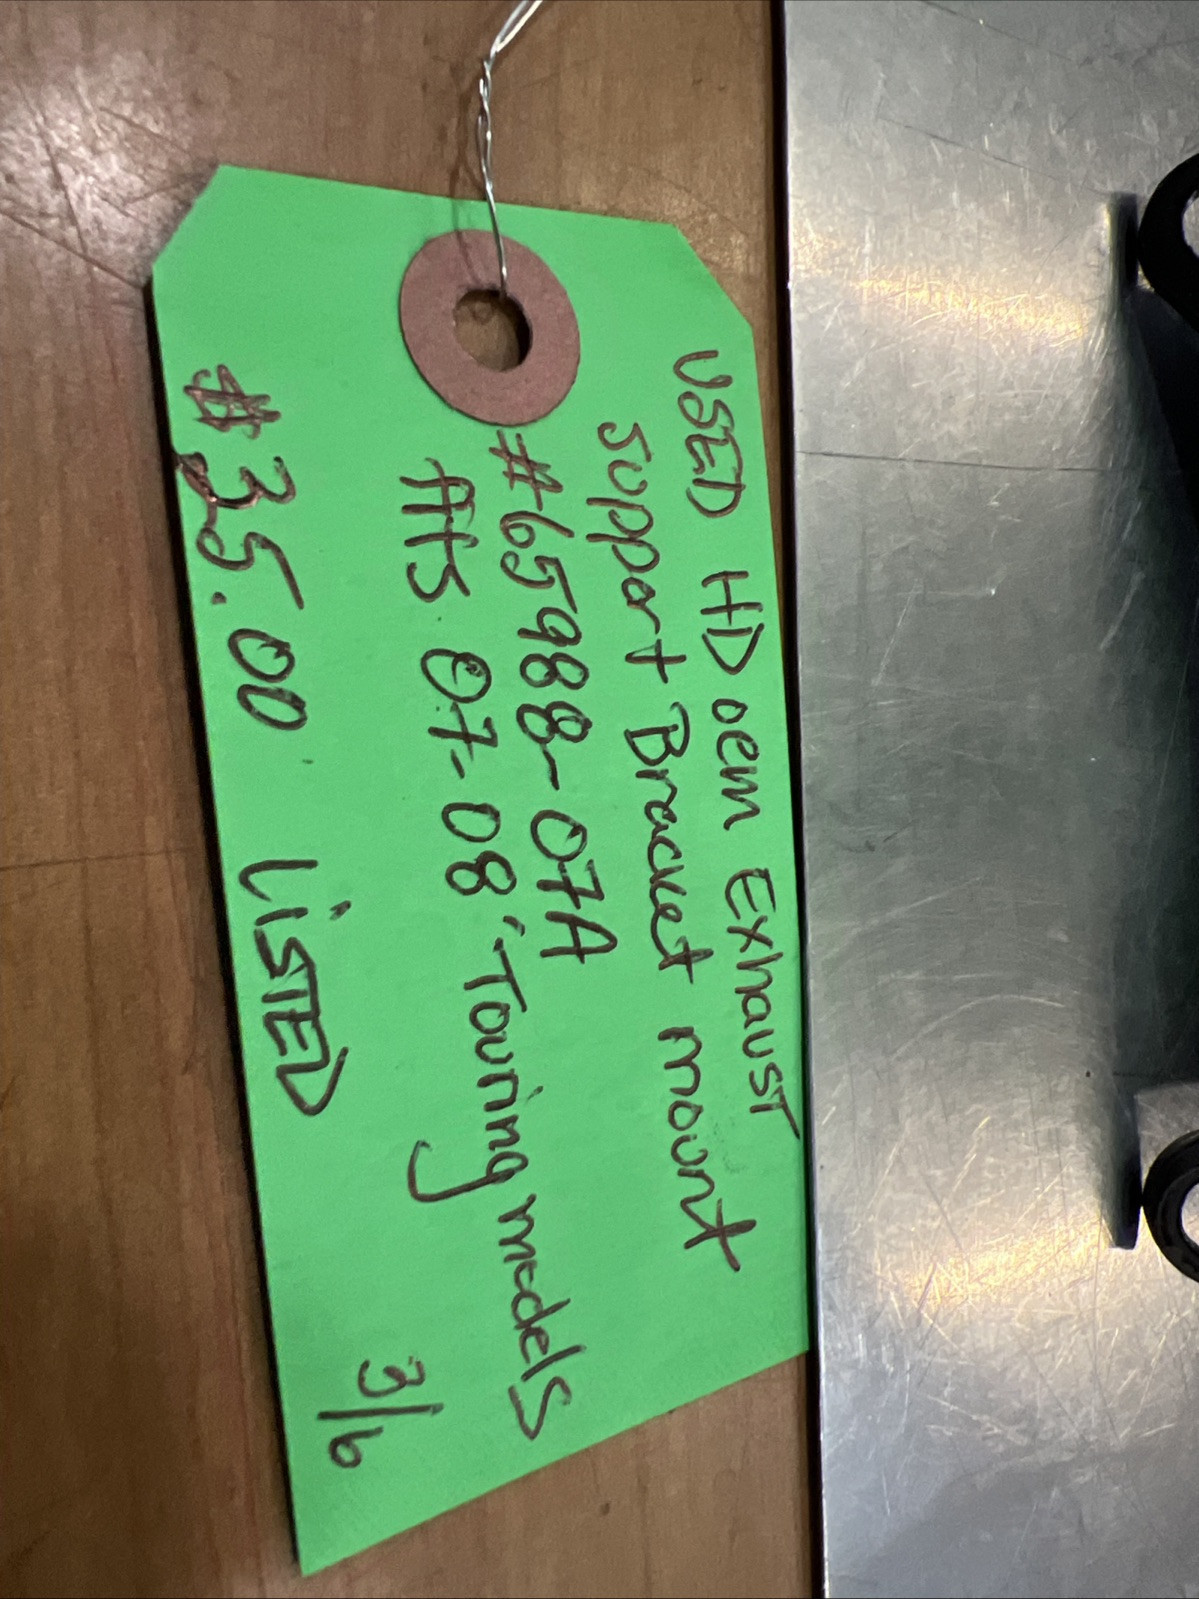 USED HD oem Exhaust
support Bracket mount
#65988-07A
fits 07-08' Touring models
$35.00 LiSTED
3/6